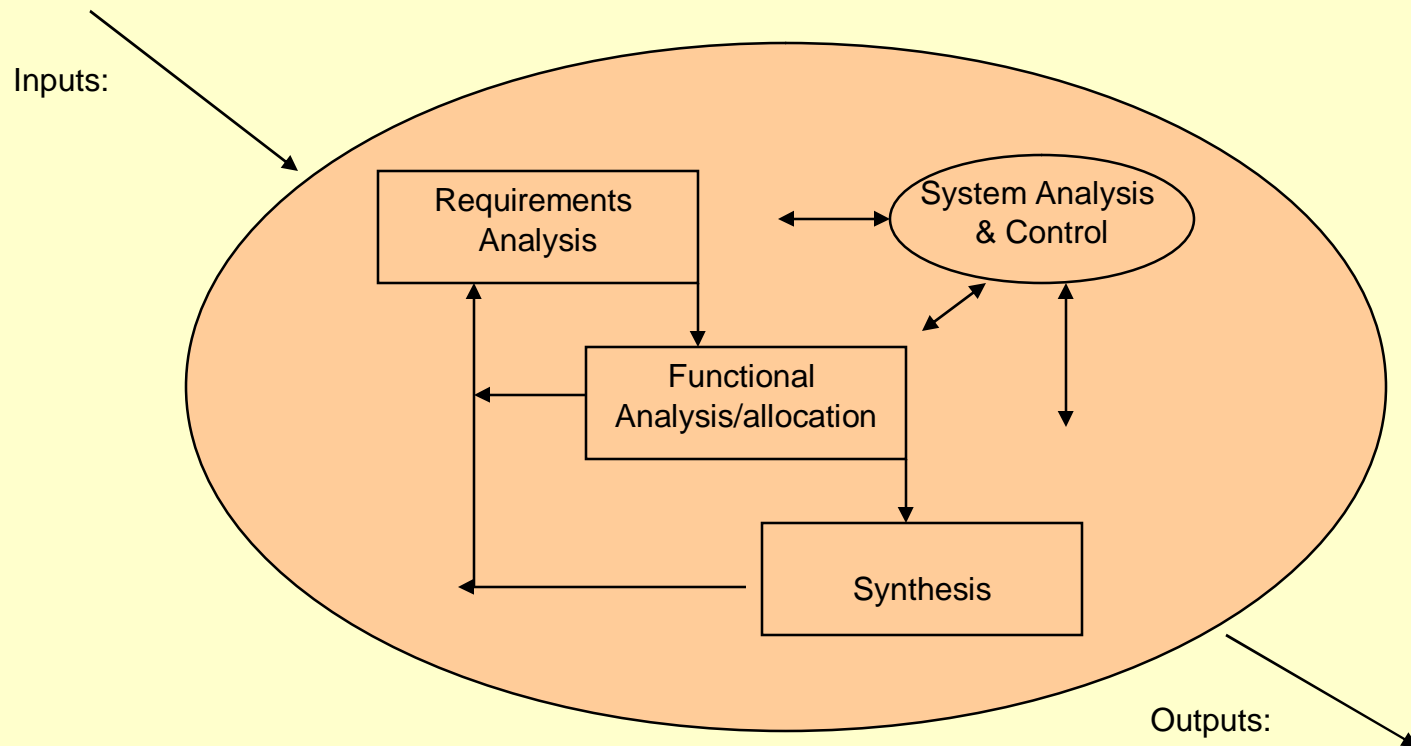 Inputs:
Requirements
Analysis
System Analysis
& Control
Functional
Analysis/allocation
Synthesis
Outputs: